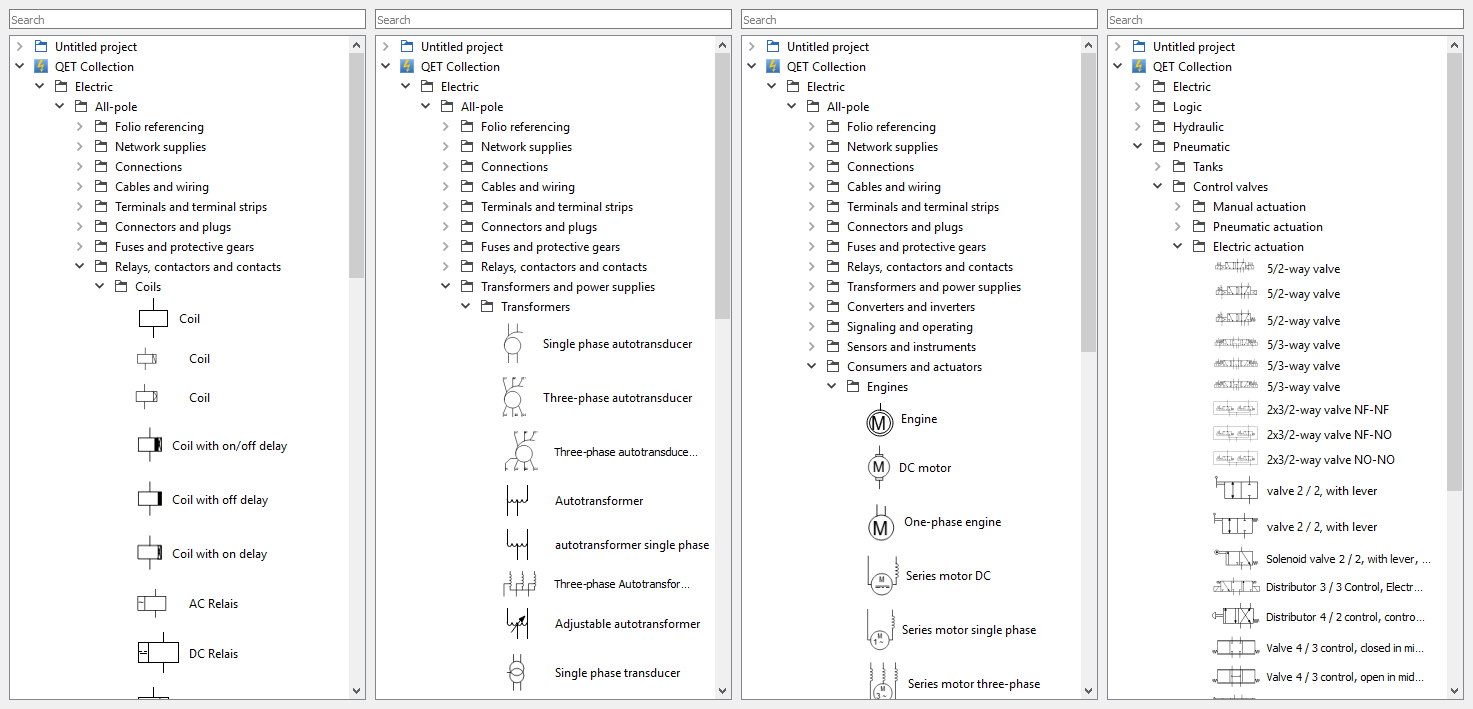 Search
Untitled project
QET Collection
Electric
All-pole
Folio referencing
Network supplies
Connections
Cables and wiring
Terminals and terminal strips
Connectors and plugs
Fuses and protective gears
Relays, contactors and contacts
Coils
Coil
Coil
Coil
Coil with on/off delay
Coil with off delay
Coil with on delay
AC Relais
DC Relais
Search
Untitled project
QET Collection
Electric
All-pole
Folio referencing
Network supplies
Connections
Cables and wiring
Terminals and terminal strips
Connectors and plugs
Fuses and protective gears
Relays, contactors and contacts
Transformers and power supplies
Transformers
Single phase autotransducer
Three-phase autotransducer
Three-phase autotransduce...
Autotransformer
autotransformer single phase
Three-phase Autotransfor...
Adjustable autotransformer
Single phase transducer
Search
Untitled project
QET Collection
Electric
All-pole
Folio referencing
Network supplies
Connections
Cables and wiring
Terminals and terminal strips
Connectors and plugs
Fuses and protective gears
Relays, contactors and contacts
Transformers and power supplies
Converters and inverters
Signaling and operating
Sensors and instruments
Consumers and actuators
Engines
M Engine
M DC motor
M One-phase engine
M Series motor DC
M 1~ Series motor single phase
M 3~ Series motor three-phase
Search
Untitled project
QET Collection
Electric
Logic
Hydraulic
Pneumatic
Tanks
Control valves
Manual actuation
Pneumatic actuation
Electric actuation
5/2-way valve
5/2-way valve
5/2-way valve
5/3-way valve
5/3-way valve
5/3-way valve
2x3/2-way valve NF-NF
2x3/2-way valve NF-NO
2x3/2-way valve NO-NO
valve 2 / 2, with lever
valve 2 / 2, with lever
Solenoid valve 2 / 2, with lever, ...
Distributor 3 / 3 Control, Electr...
Distributor 4 / 2 control, contro...
Valve 4 / 3 control, closed in mi...
Valve 4 / 3 control, open in mid...